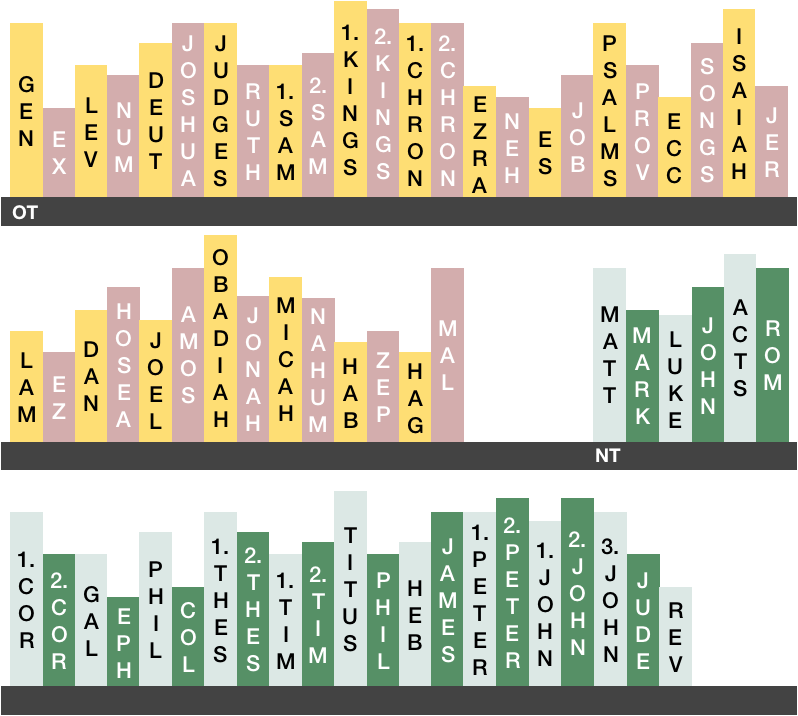 GEN
EX
LEV
NUM
DEUT
JOSHUA
JUDGES
RUTH
1. SAM
2. SAM
1. KINGS
2. KINGS
1. CHRON
2. CHRON
EZRA
NEH
ES
JOB
PSALMS
PROV
ECC
SONGS
ISAIAH
JER
OT
LAM
EZ
DAN
HOSEA
JOEL
AMOS
OBADIAH
JONAH
MICAH
NAHUM
HAB
ZEP
HAG
MAL
MATT
MARK
LUKE
JOHN
ACTS
ROM
NT
1. COR
2. COR
GAL
EPH
PHIL
COL
1. THES
2. THES
1. TIM
2. TIM
TITUS
PHIL
HEB
JAMES
1. PETER
2. PETER
1. JOHN
2. JOHN
3. JOHN
JUDE
REV